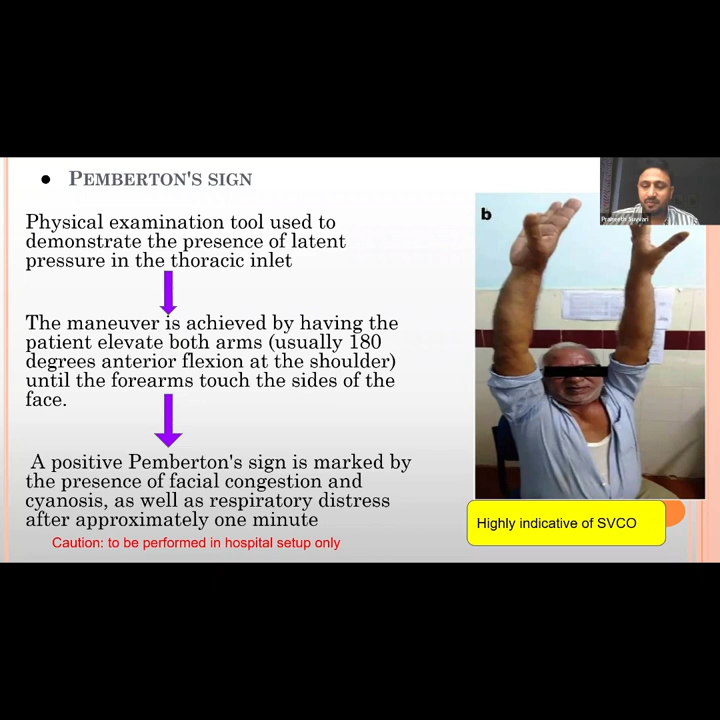 ● PEMBERTON'S SIGN
Physical examination tool used to
demonstrate the presence of latent
pressure in the thoracic inlet
The maneuver is achieved by having the
patient elevate both arms (usually 180
degrees anterior flexion at the shoulder)
until the forearms touch the sides of the
face.
A positive Pemberton's sign is marked by
the presence of facial congestion and
cyanosis, as well as respiratory distress
after approximately one minute
Caution: to be performed in hospital setup only
b
Highly indicative of SVCO